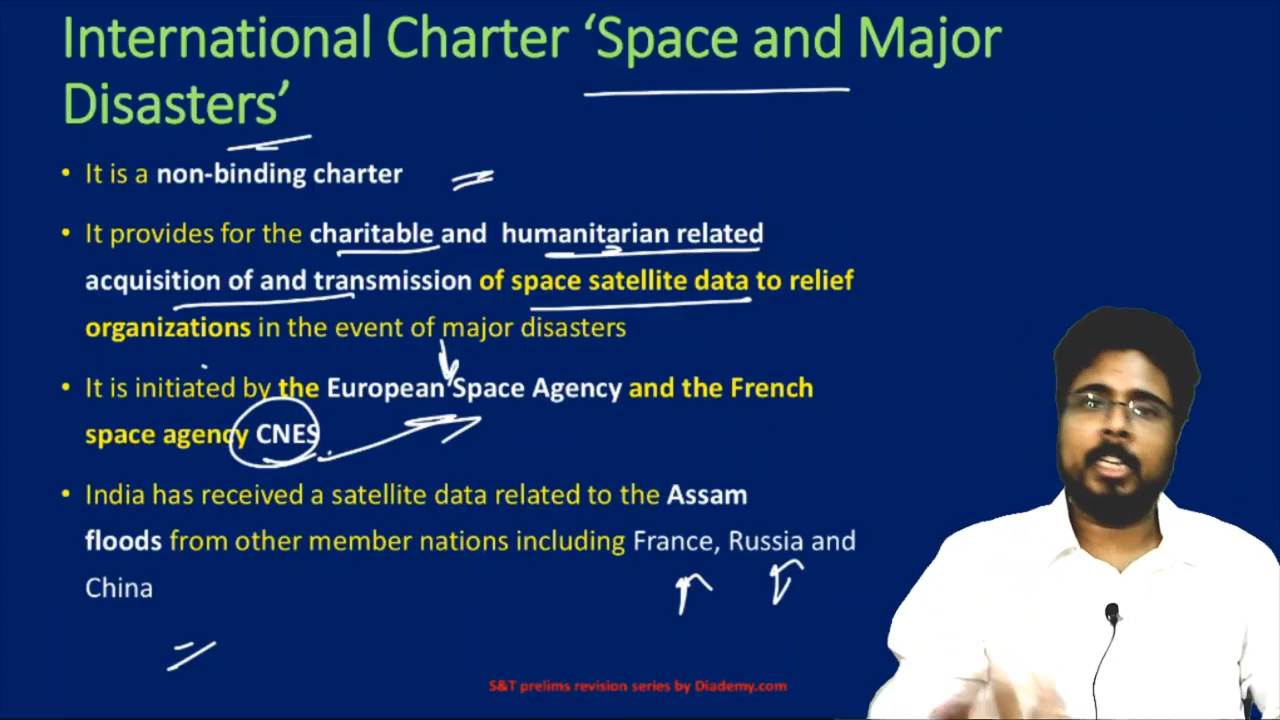 International Charter ‘Space and Major
Disasters’
• It is a non-binding charter
• It provides for the charitable and humanitarian related
acquisition of and transmission of space satellite data to relief
organizations in the event of major disasters
• It is initiated by the European Space Agency and the French
space agency CNES
• India has received a satellite data related to the Assam
floods from other member nations including France, Russia and
China
S&T prelims revision series by Diademy.com